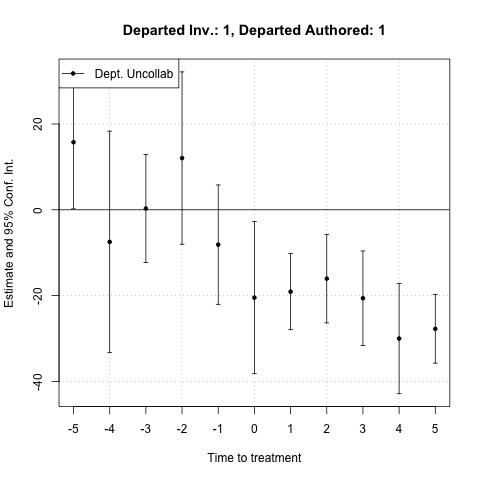 Departed Inv.: 1, Departed Authored: 1
Dept. Uncollab
20
0
-20
-40
Estimate and 95% Conf. Int.
-5 -4 -3 -2 -1 0 1 2 3 4 5
Time to treatment